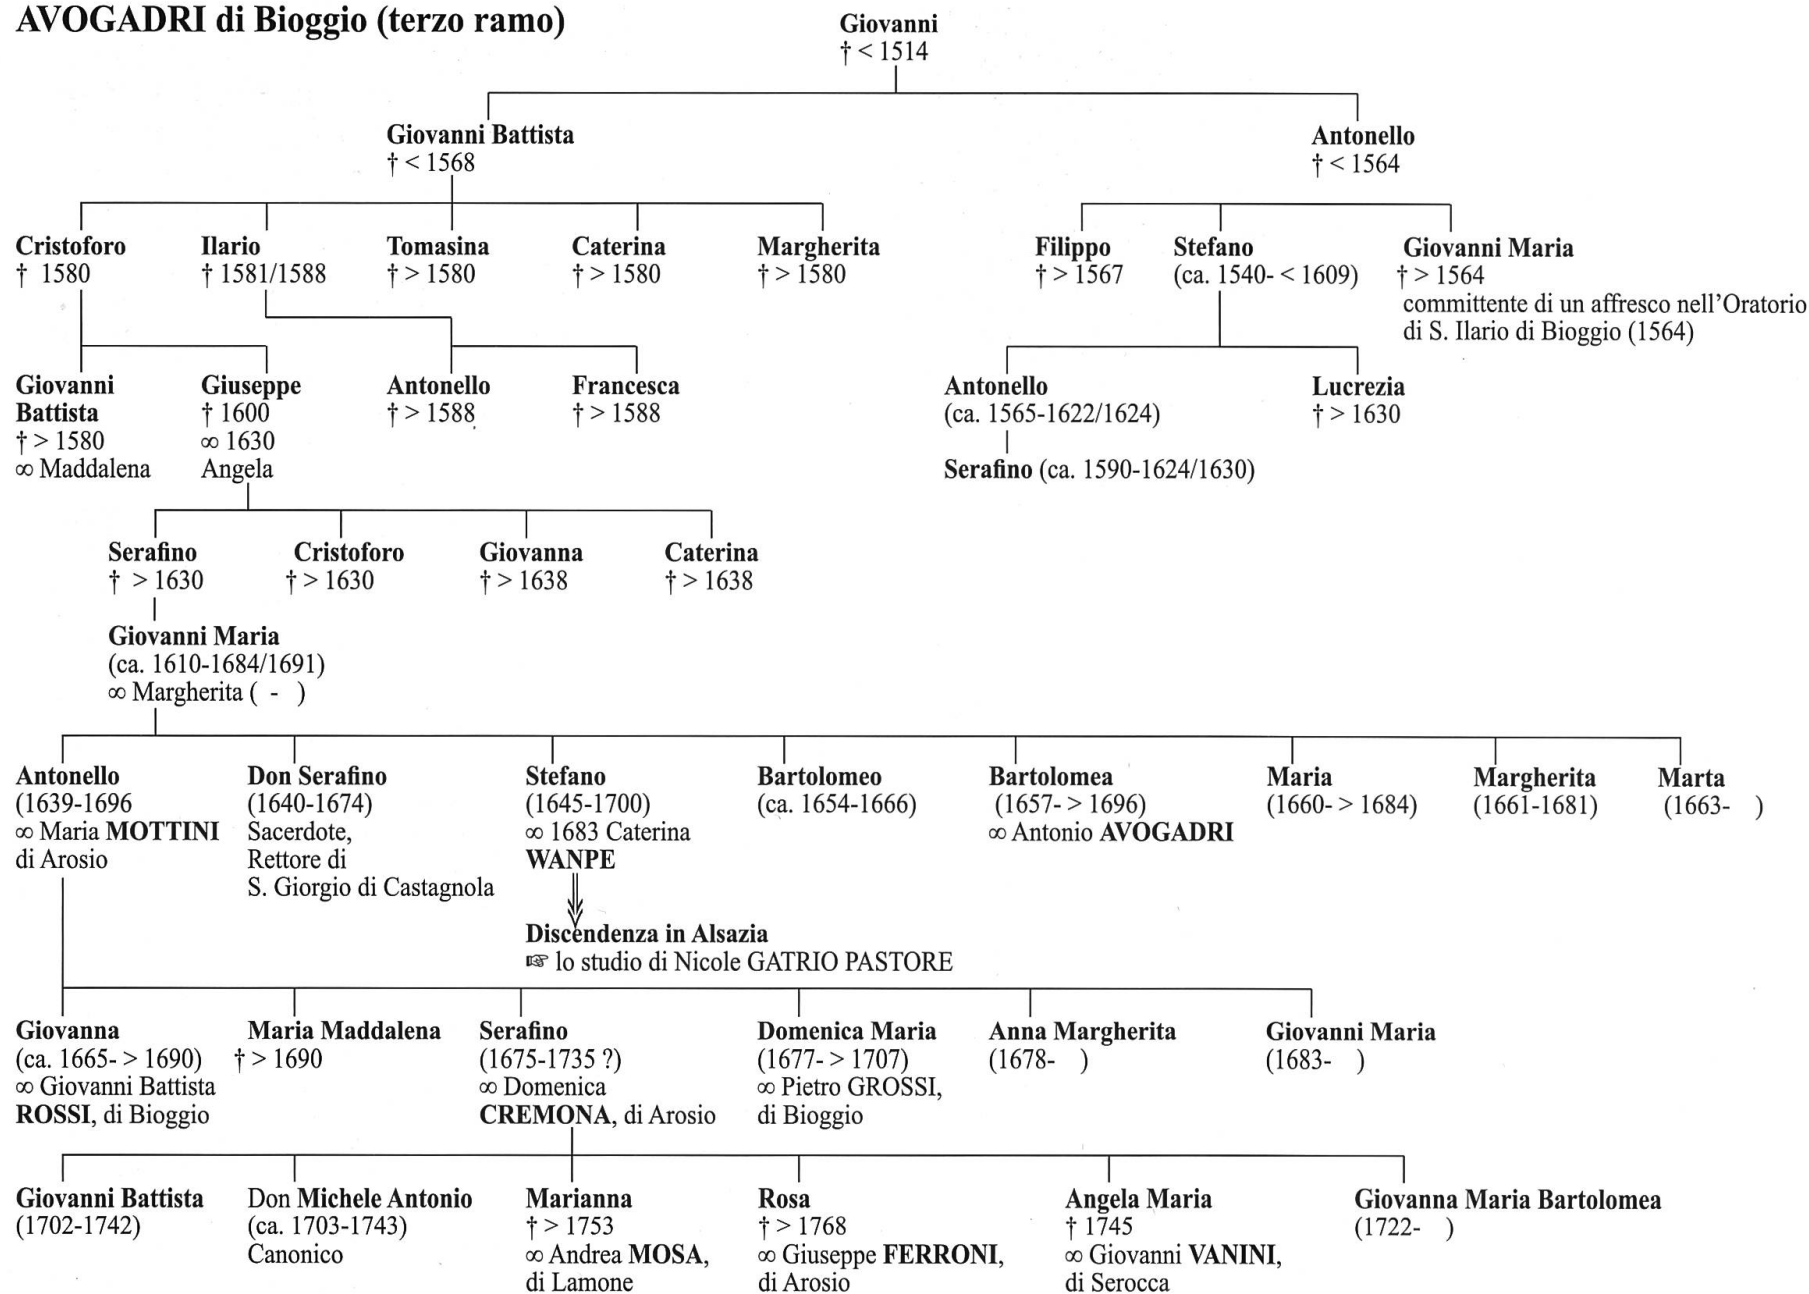 AVOGADRI di Bioggio (terzo ramo)
Giovanni
† < 1514
Giovanni Battista
† < 1568
Antonello
† < 1564
Cristoforo
† 1580
Ilario
† 1581/1588
Tomasina
† > 1580
Caterina
† > 1580
Margherita
† > 1580
Filippo
† > 1567
Stefano
(ca. 1540- < 1609)
Giovanni Maria
† > 1564
committente di un affresco nell'Oratorio
di S. Ilario di Bioggio (1564)
Giovanni
Battista
† > 1580
∞ Maddalena
Giuseppe
† 1600
∞ 1630
Angela
Antonello
† > 1588
Francesca
† > 1588
Antonello
(ca. 1565-1622/1624)
Lucrezia
† > 1630
Serafino (ca. 1590-1624/1630)
Serafino
† > 1630
Cristoforo
† > 1630
Giovanna
† > 1638
Caterina
† > 1638
Giovanni Maria
(ca. 1610-1684/1691)
∞ Margherita ( - )
Antonello
(1639-1696
∞ Maria MOTTINI
di Arosio
Don Serafino
(1640-1674)
Sacerdote,
Rettore di
S. Giorgio di Castagnola
Stefano
(1645-1700)
∞ 1683 Caterina
WANPE
Bartolomeo
(ca. 1654-1666)
Bartolomea
(1657- > 1696)
∞ Antonio AVOGADRI
Maria
(1660- > 1684)
Margherita
(1661-1681)
Marta
(1663- )
Discendenza in Alsazia
☞ lo studio di Nicole GATRIO PASTORE
Giovanna
(ca. 1665- > 1690)
∞ Giovanni Battista
ROSSI, di Bioggio
Maria Maddalena
† > 1690
Serafino
(1675-1735 ?)
∞ Domenica
CREMONA, di Arosio
Domenica Maria
(1677- > 1707)
∞ Pietro GROSSI,
di Bioggio
Anna Margherita
(1678- )
Giovanni Maria
(1683- )
Giovanni Battista
(1702-1742)
Don Michele Antonio
(ca. 1703-1743)
Canonico
Marianna
† > 1753
∞ Andrea MOSA,
di Lamone
Rosa
† > 1768
∞ Giuseppe FERRONI,
di Arosio
Angela Maria
† 1745
∞ Giovanni VANINI,
di Serocca
Giovanna Maria Bartolomea
(1722- )